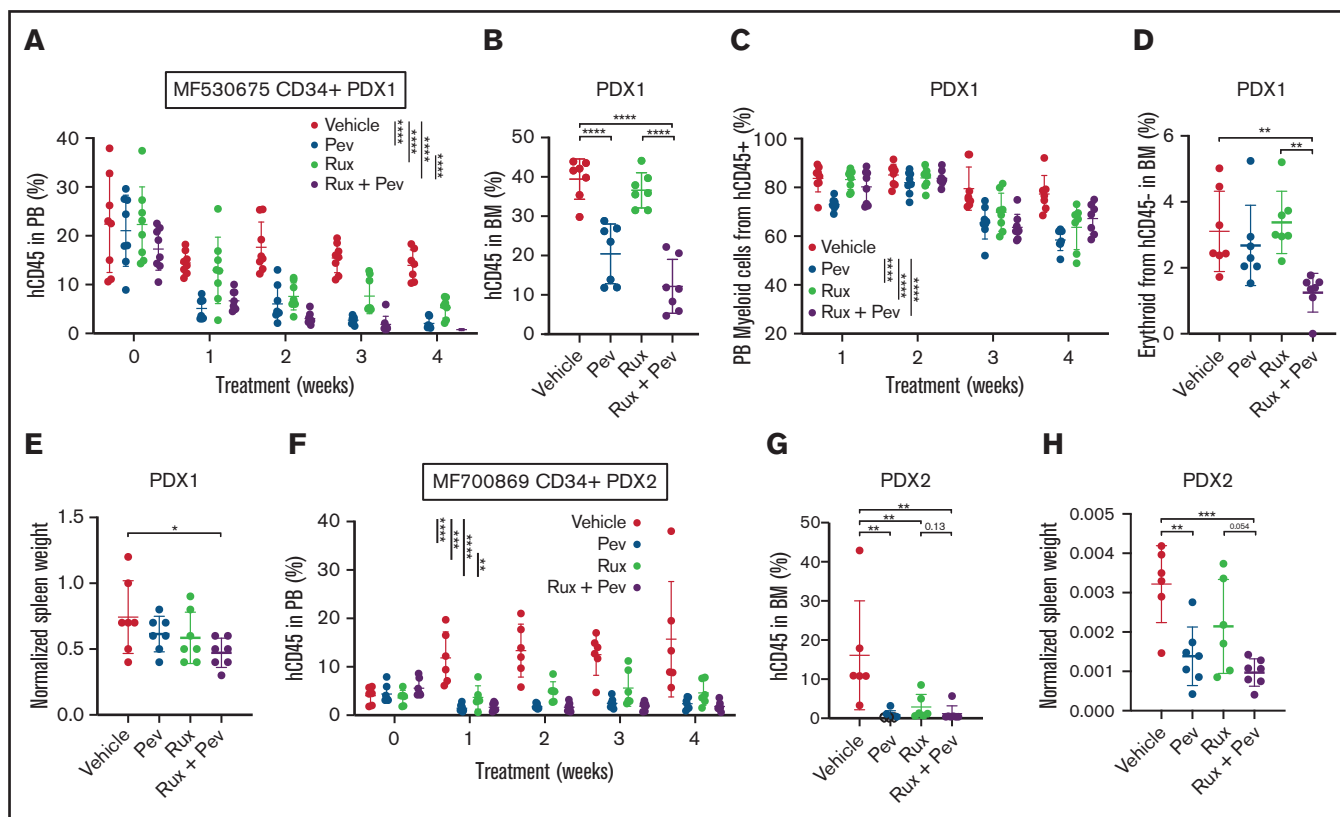 A
MF530675 CD34+ PDX1
Vehicle
Pev
Rux
Rux + Pev
****
****
****
****
hCD45 in PB (%)
40
30
20
10
0
0 1 2 3 4
Treatment (weeks)
B
PDX1
****
**** ****
hCD45 in BM (%)
50
40
30
20
10
0
Vehicle
Pev
Rux
Rux + Pev
C
PDX1
PB Myeloid cells from hCD45+ (%)
100
80
60
40
20
Vehicle
Pev
Rux
Rux + Pev
****
****
****
1 2 3 4
Treatment (weeks)
D
PDX1
**
**
Erythroid from hCD45- in BM (%)
6
4
2
0
Vehicle
Pev
Rux
Rux + Pev
E
PDX1
*
Normalized spleen weight
1.5
1.0
0.5
0.0
Vehicle
Pev
Rux
Rux + Pev
F
MF700869 CD34+ PDX2
****
***
****
**
Vehicle
Pev
Rux
Rux + Pev
hCD45 in PB (%)
40
30
20
10
0
0 1 2 3 4
Treatment (weeks)
G
PDX2
**
**
** 0.13
hCD45 in BM (%)
50
40
30
20
10
0
Vehicle
Pev
Rux
Rux + Pev
H
PDX2
***
** 0.054
Normalized spleen weight
0.005
0.004
0.003
0.002
0.001
0.000
Vehicle
Pev
Rux
Rux + Pev